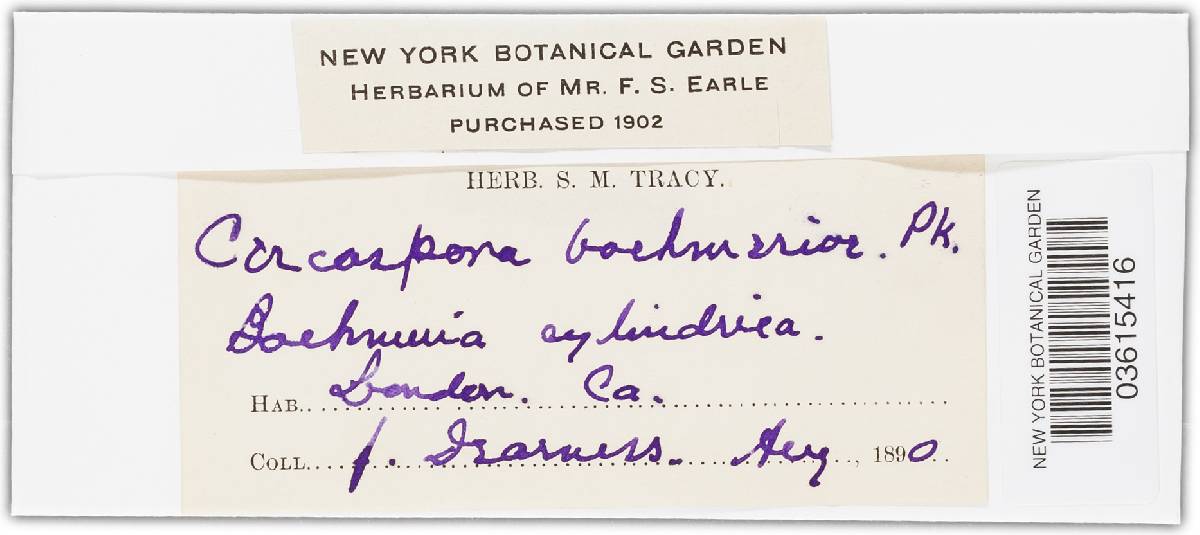 NEW YORK BOTANICAL GARDEN
HERBARIUM OF MR. F. S. EARLE
PURCHASED 1902
HERB. S. M. TRACY.
Cercospora boehmeriae. Pk.
Boehmeria cylindrica.
HAB. London. Ca.
COLL. J. Dearness. Aug, 1890.
NEW YORK BOTANICAL GARDEN
03615416